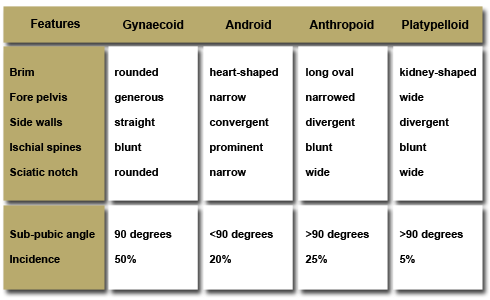 Features Gynaecoid Android Anthropoid Platypelloid
Brim rounded heart-shaped long oval kidney-shaped
Fore pelvis generous narrow narrowed wide
Side walls straight convergent divergent divergent
Ischial spines blunt prominent blunt blunt
Sciatic notch rounded narrow wide wide
Sub-pubic angle 90 degrees <90 degrees >90 degrees >90 degrees
Incidence 50% 20% 25% 5%